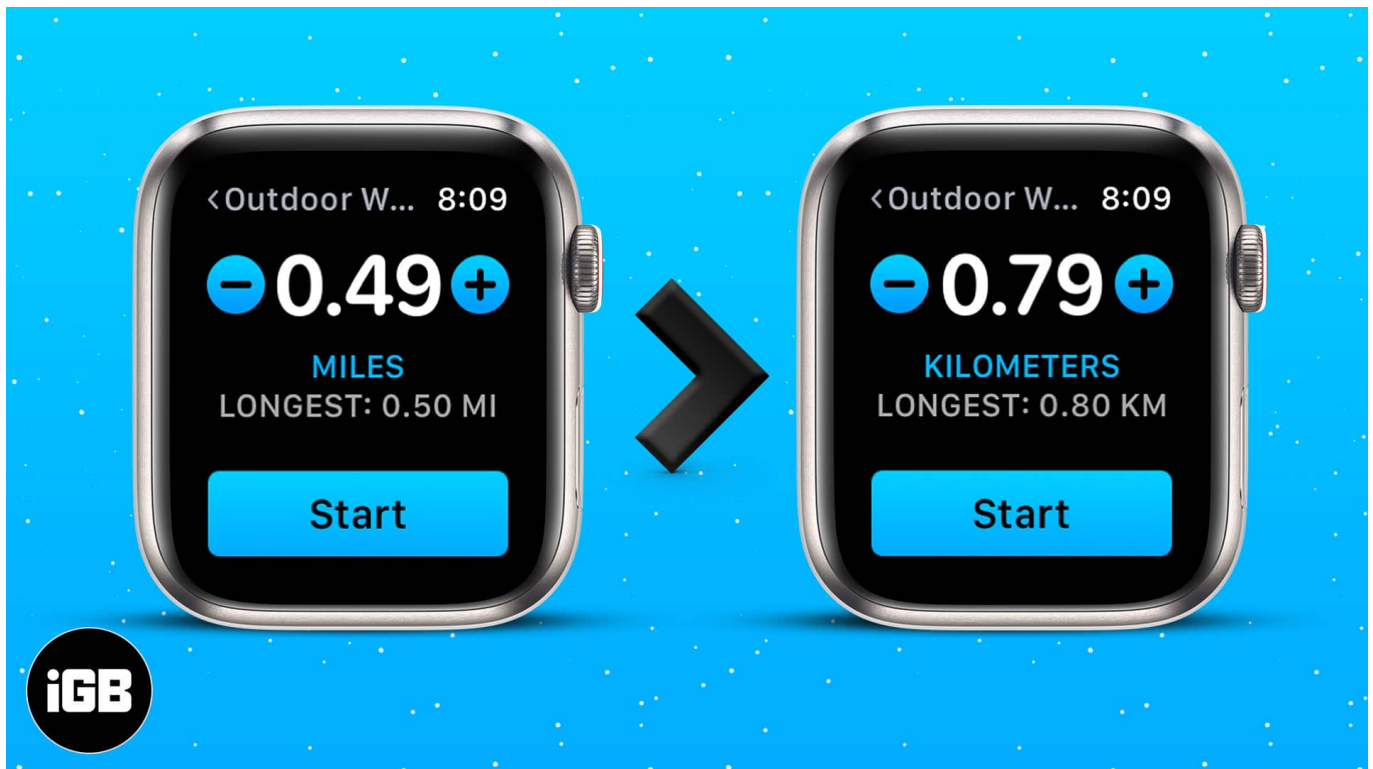 <Outdoor W... 8:09
− 0.49 +
MILES
LONGEST: 0.50 MI
Start
<Outdoor W... 8:09
− 0.79 +
KILOMETERS
LONGEST: 0.80 KM
Start
iGB